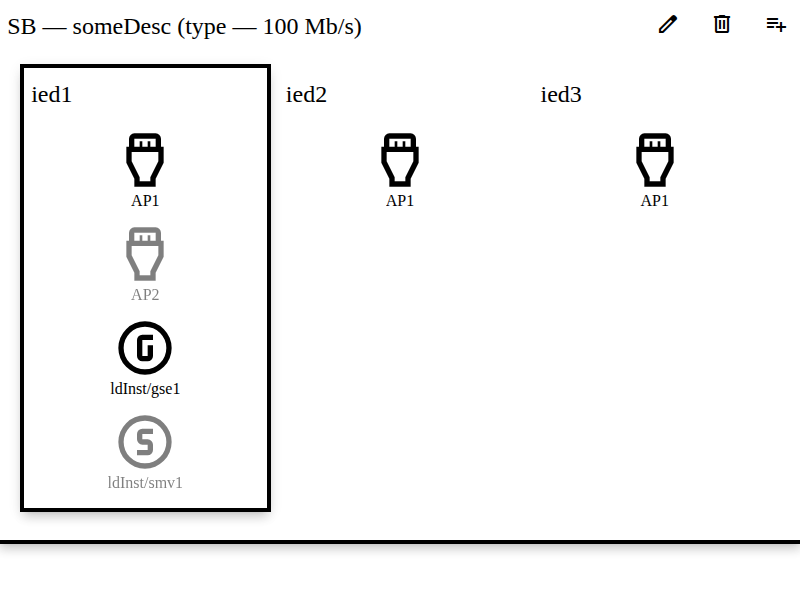 SB — someDesc (type — 100 Mb/s)
ied1
AP1
AP2
G
ldInst/gse1
S
ldInst/smv1
ied2
AP1
ied3
AP1